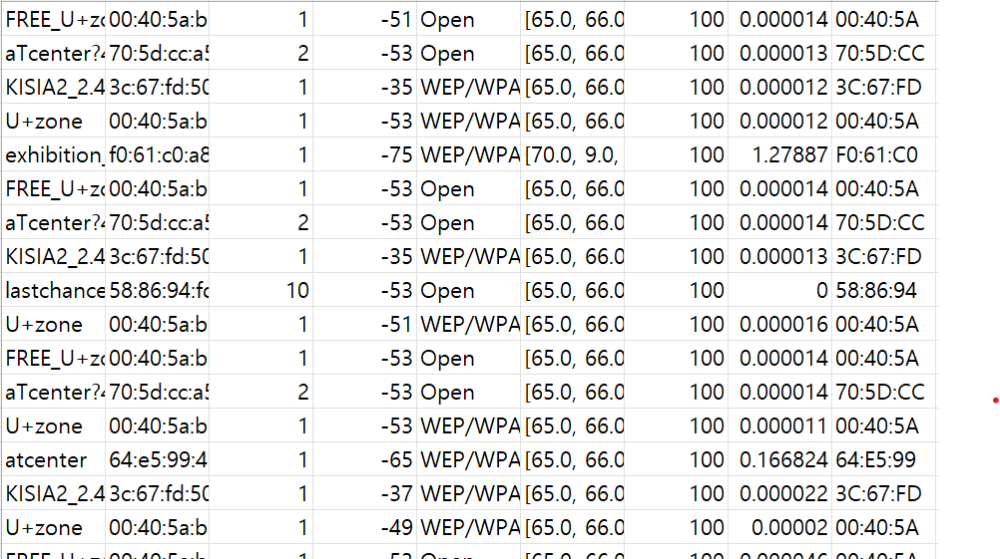 FREE_U+zo 00:40:5a:b 1 -51 Open [65.0, 66.0 100 0.000014 00:40:5A
aTcenter?4 70:5d:cc:a5 2 -53 Open [65.0, 66.0 100 0.000013 70:5D:CC
KISIA2_2.4 3c:67:fd:50 1 -35 WEP/WPA [65.0, 66.0 100 0.000012 3C:67:FD
U+zone 00:40:5a:b 1 -53 WEP/WPA [65.0, 66.0 100 0.000012 00:40:5A
exhibition_ f0:61:c0:a8 1 -75 WEP/WPA [70.0, 9.0, 100 1.27887 F0:61:C0
FREE_U+zo 00:40:5a:b 1 -53 Open [65.0, 66.0 100 0.000014 00:40:5A
aTcenter?4 70:5d:cc:a5 2 -53 Open [65.0, 66.0 100 0.000014 70:5D:CC
KISIA2_2.4 3c:67:fd:50 1 -35 WEP/WPA [65.0, 66.0 100 0.000013 3C:67:FD
lastchance 58:86:94:fc 10 -53 Open [65.0, 66.0 100 0 58:86:94
U+zone 00:40:5a:b 1 -51 WEP/WPA [65.0, 66.0 100 0.000016 00:40:5A
FREE_U+zo 00:40:5a:b 1 -53 Open [65.0, 66.0 100 0.000014 00:40:5A
aTcenter?4 70:5d:cc:a5 2 -53 Open [65.0, 66.0 100 0.000014 70:5D:CC
U+zone 00:40:5a:b 1 -53 WEP/WPA [65.0, 66.0 100 0.000011 00:40:5A
atcenter 64:e5:99:4 1 -65 WEP/WPA [65.0, 66.0 100 0.166824 64:E5:99
KISIA2_2.4 3c:67:fd:50 1 -37 WEP/WPA [65.0, 66.0 100 0.000022 3C:67:FD
U+zone 00:40:5a:b 1 -49 WEP/WPA [65.0, 66.0 100 0.00002 00:40:5A